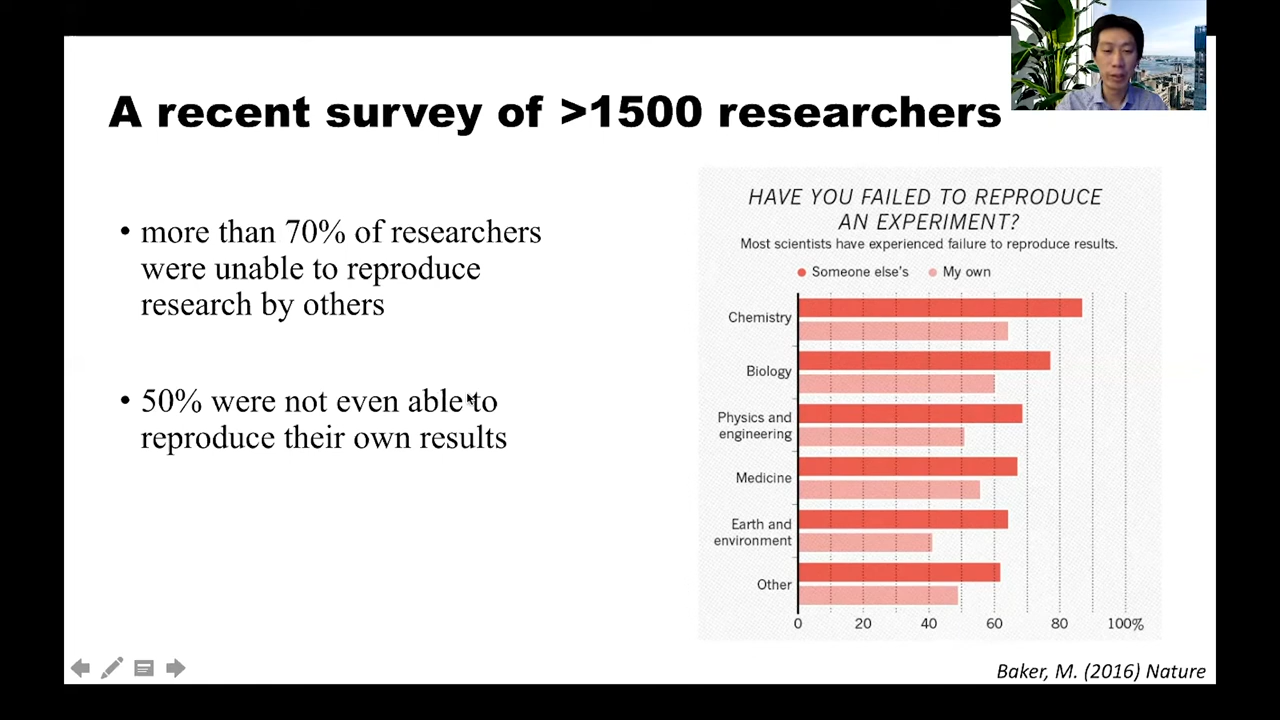 A recent survey of >1500 researchers
• more than 70% of researchers
were unable to reproduce
research by others
• 50% were not even able to
reproduce their own results
HAVE YOU FAILED TO REPRODUCE
AN EXPERIMENT?
Most scientists have experienced failure to reproduce results.
Someone else's My own
Chemistry
Biology
Physics and
engineering
Medicine
Earth and
environment
Other
0 20 40 60 80 100%
Baker, M. (2016) Nature